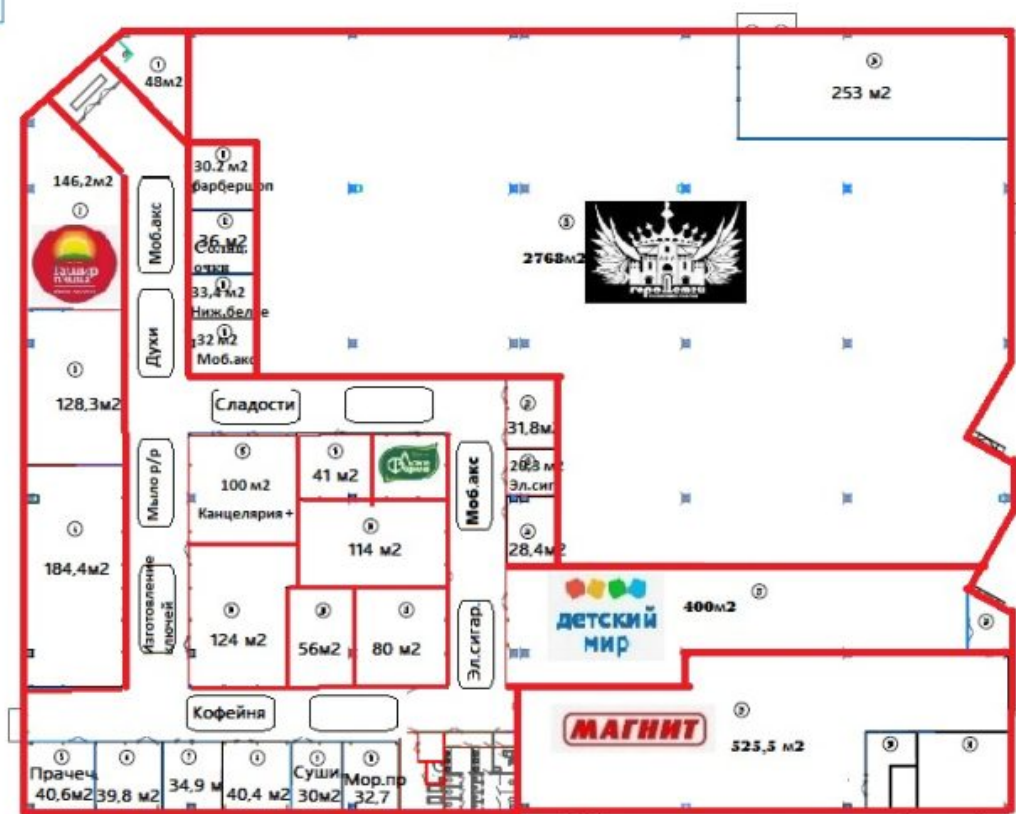 48м2
253 м2
146,2м2
Ташир
пицца
Моб.акс
30.2 м2
барбершоп
36 м2
Солнц.
очки
33,4 м2
Ниж.белье
32 м2
Моб.акс
2768м2
Духи
128,3м2
Сладости
31,8м2
20,3 м2
Эл.сиг
28,4м2
Мыло р/р
100 м2
Канцелярия +
41 м2
Моб.акс
114 м2
184,4м2
Изготовление
ключей
124 м2
56м2
80 м2
Эл.сигар.
детский
мир
400м2
Кофейня
МАГНИТ
525,5 м2
Прачеч.
40,6м2
39,8 м2
34,9 м
40,4 м2
Суши
30м2
Мор.пр
32,7